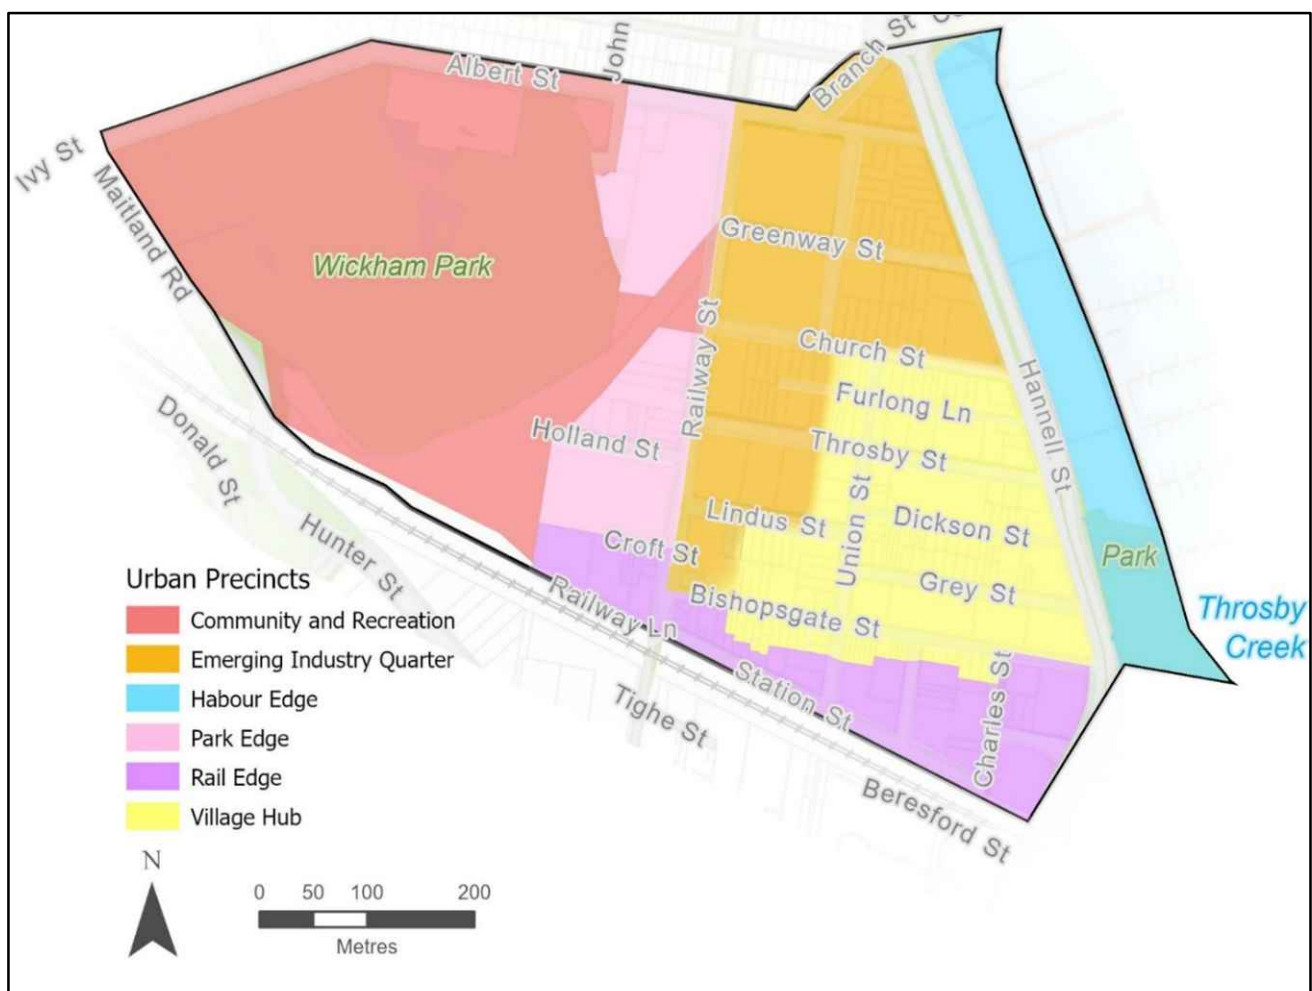 John
Branch St
Albert St
Ivy St
Maitland Rd
Greenway St
Wickham Park
Railway St
Church St
Hannell St
Furlong Ln
Donald St
Holland St
Throsby St
Lindus St
Union St
Dickson St
Hunter St
Croft St
Park
Grey St
Bishopsgate St
Railway Ln
Throsby
Creek
Station St
Charles St
Tighe St
Beresford St
Urban Precincts
Community and Recreation
Emerging Industry Quarter
Habour Edge
Park Edge
Rail Edge
Village Hub
N
0 50 100 200
Metres